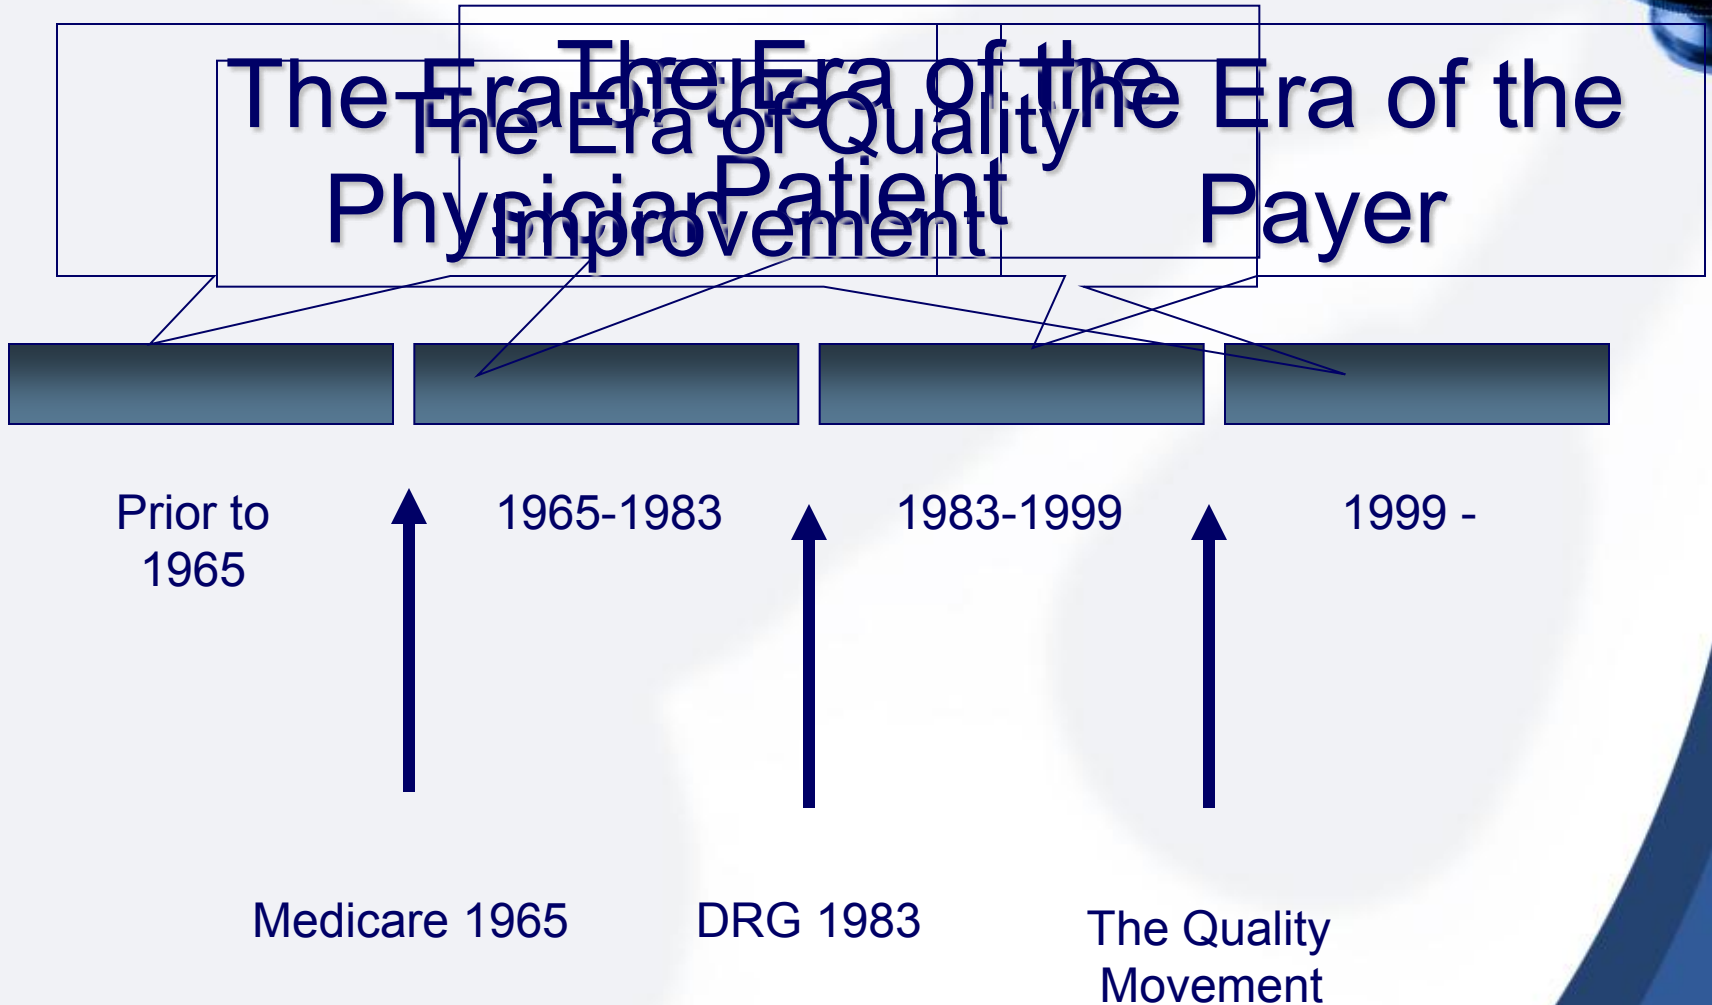 The Era of the
Physician
The Era of the
Patient
The Era of the
Payer
The Era of Quality
Improvement
Prior to
1965
1965-1983
1983-1999
1999 -
Medicare 1965
DRG 1983
The Quality
Movement